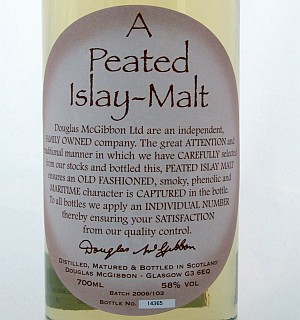 A
Peated
Islay-Malt
Douglas McGibbon Ltd are an independent,
FAMILY OWNED company. The great ATTENTION and
traditional manner in which we have CAREFULLY selected
from our stocks and bottled this, PEATED ISLAY MALT
ensures an OLD FASHIONED, smoky, phenolic and
MARITIME character is CAPTURED in the bottle.
To all bottles we apply an INDIVIDUAL NUMBER
thereby ensuring your SATISFACTION
from our quality control.
Douglas McGibbon
DISTILLED, MATURED & BOTTLED IN SCOTLAND
DOUGLAS MCGIBBON - GLASGOW G3 6EQ
700ML 58% VOL
BATCH 2006/103
BOTTLE NO. 14365